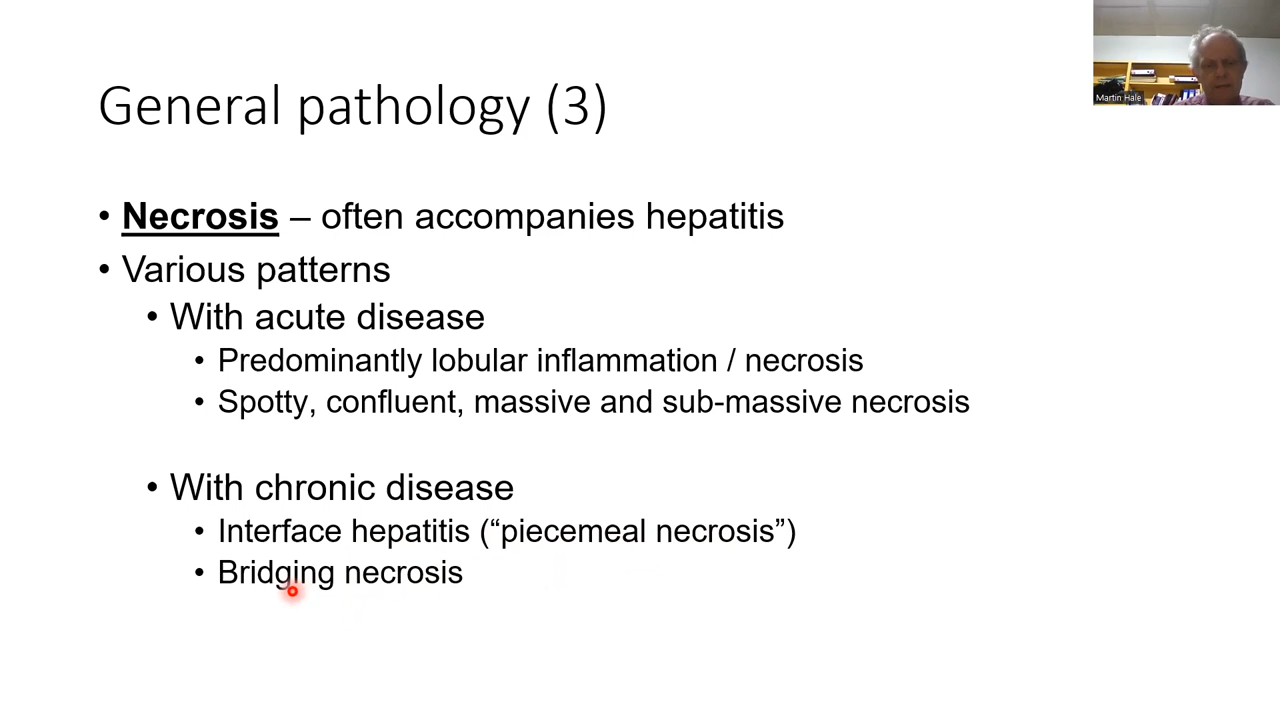 Martin Hale
General pathology (3)
• Necrosis – often accompanies hepatitis
• Various patterns
• With acute disease
• Predominantly lobular inflammation / necrosis
• Spotty, confluent, massive and sub-massive necrosis
• With chronic disease
• Interface hepatitis (“piecemeal necrosis”)
• Bridging necrosis